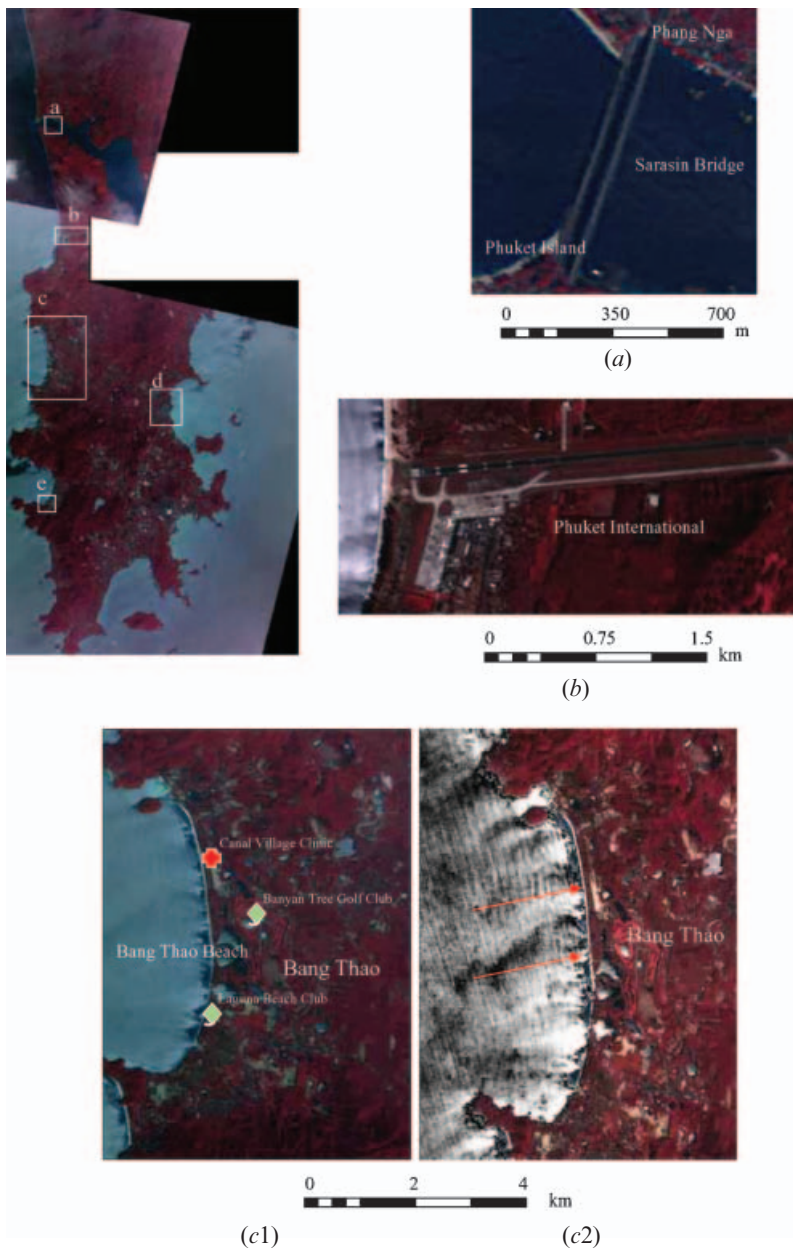 a
b
c
d
e
Phang Nga
Sarasin Bridge
Phuket Island
0 350 700
m
(a)
Phuket International
0 0.75 1.5
km
(b)
Canal Village Clinic
Banyan Tree Golf Club
Bang Thao Beach
Bang Thao
Laguna Beach Club
Bang Thao
0 2 4
km
(c1) (c2)